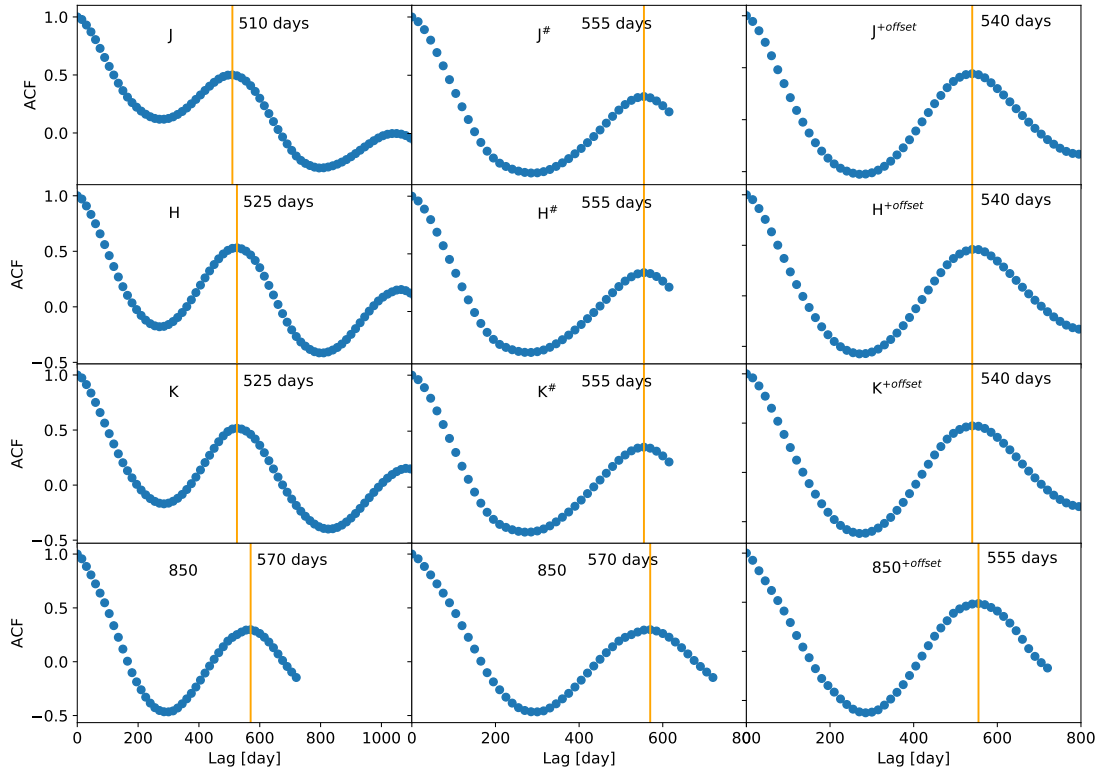 J
510 days
J#
555 days
J+offset
540 days
1.0
0.5
0.0
ACF
H
525 days
H#
555 days
H+offset
540 days
1.0
0.5
0.0
−0.5
ACF
K
525 days
K#
555 days
K+offset
540 days
1.0
0.5
0.0
−0.5
ACF
850
570 days
850
570 days
850+offset
555 days
1.0
0.5
0.0
−0.5
ACF
0 200 400 600 800 1000
0 200 400 600 800
0 200 400 600 800
Lag [day]
Lag [day]
Lag [day]